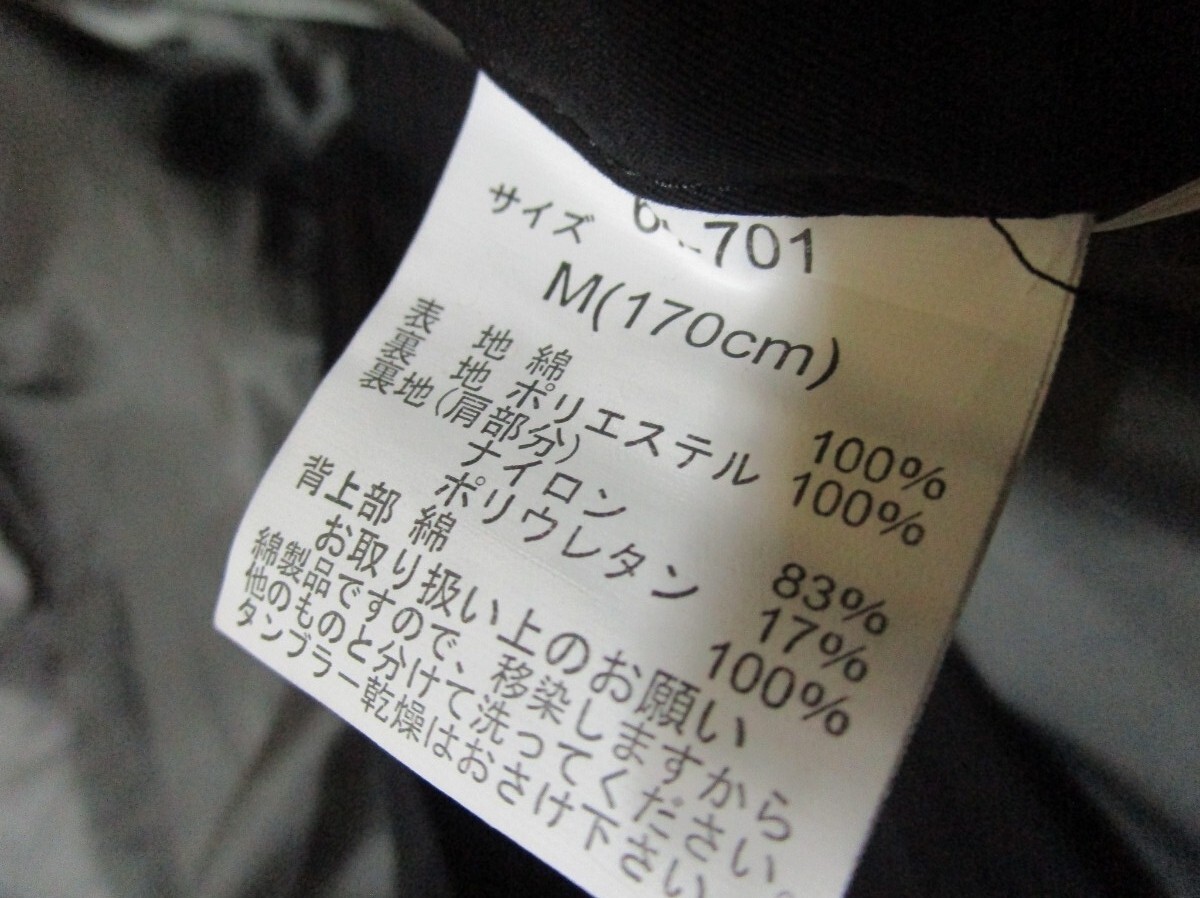 701
サイズ M(170cm)
表地 綿 100%
裏地 ポリエステル 100%
裏地(肩部分)
ナイロン 83%
ポリウレタン 17%
背上部 綿 100%
お取り扱い上のお願い
綿製品ですので、移染しますから
他のものと分けて洗ってください。
タンブラー乾燥はおさけ下さい